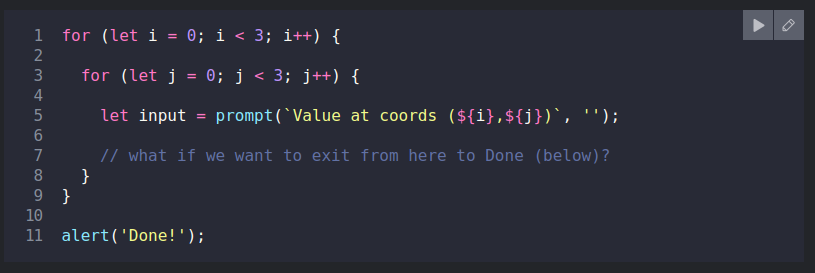 1 for (let i = 0; i < 3; i++) {
2
3 for (let j = 0; j < 3; j++) {
4
5 let input = prompt(`Value at coords (${i},${j})`, '');
6
7 // what if we want to exit from here to Done (below)?
8 }
9 }
10
11 alert('Done!');